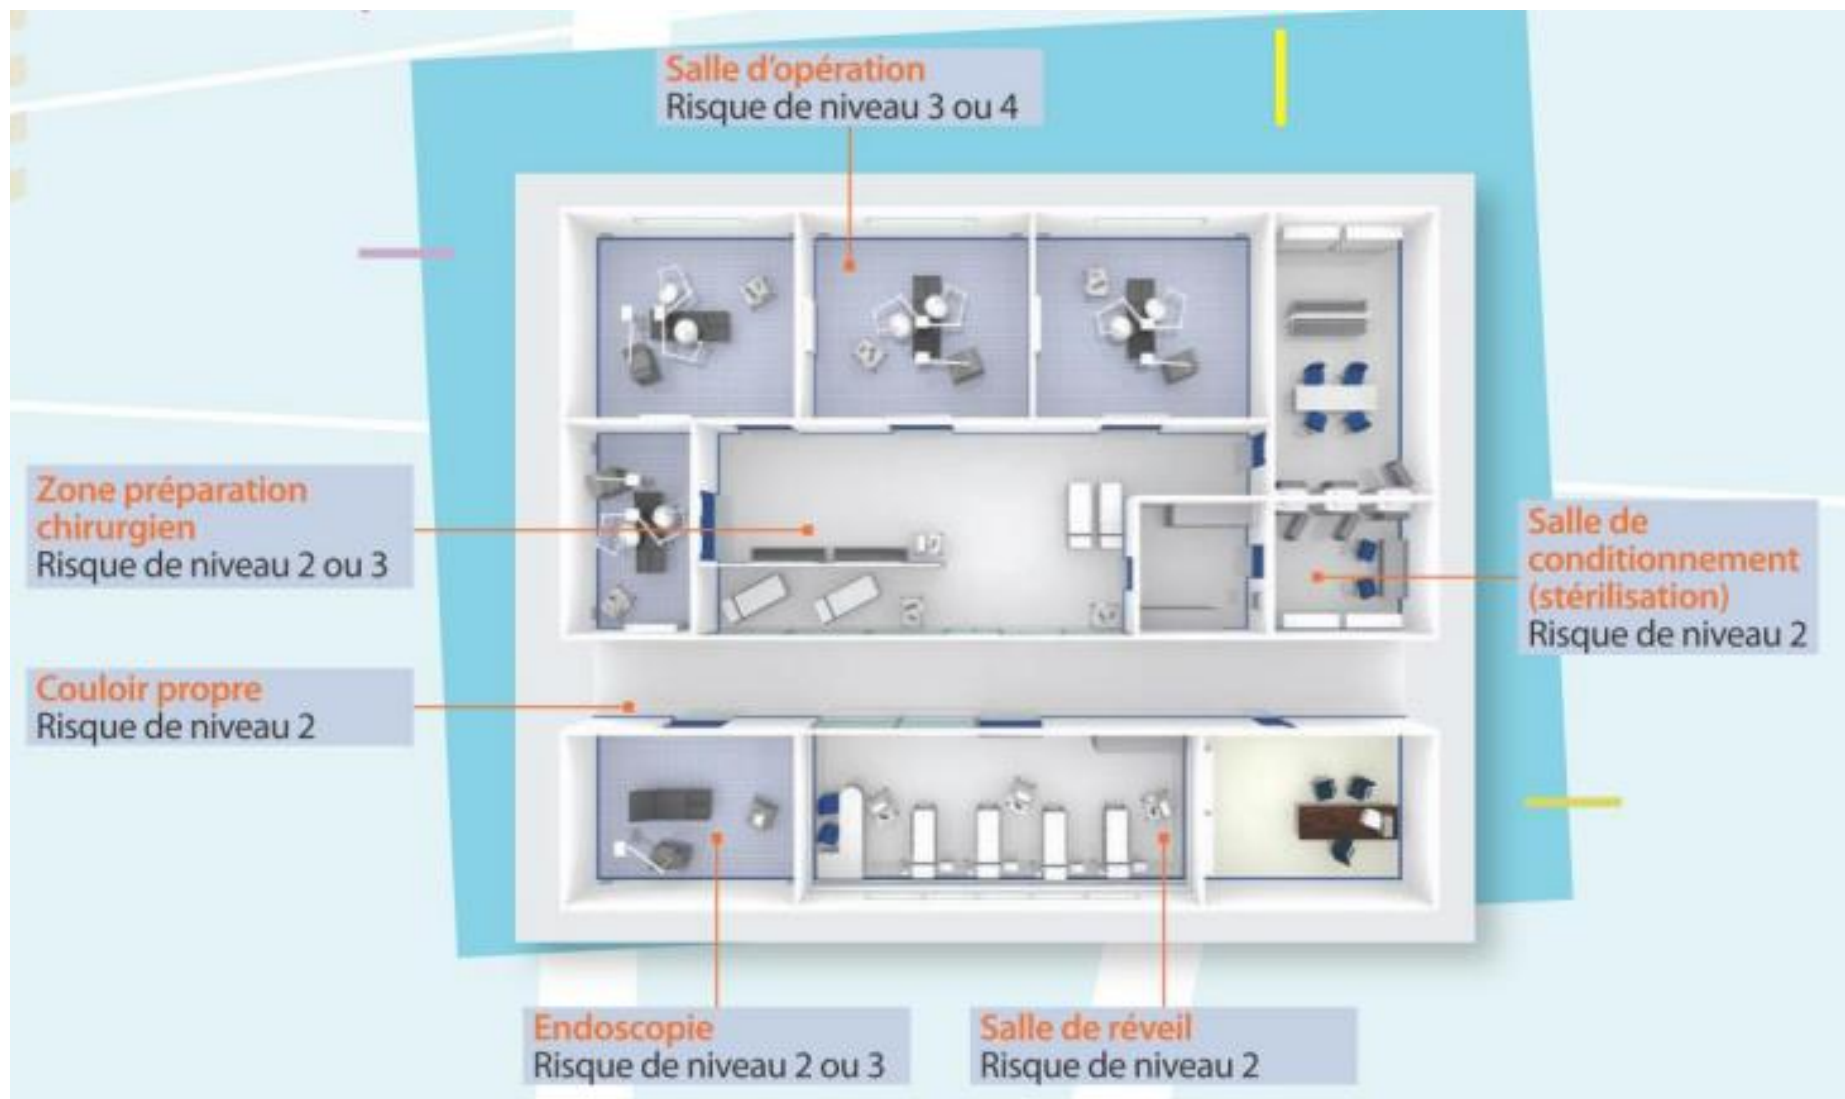 Salle d'opération
Risque de niveau 3 ou 4
Zone préparation
chirurgien
Risque de niveau 2 ou 3
Salle de
conditionnement
(stérilisation)
Risque de niveau 2
Couloir propre
Risque de niveau 2
Endoscopie
Risque de niveau 2 ou 3
Salle de réveil
Risque de niveau 2